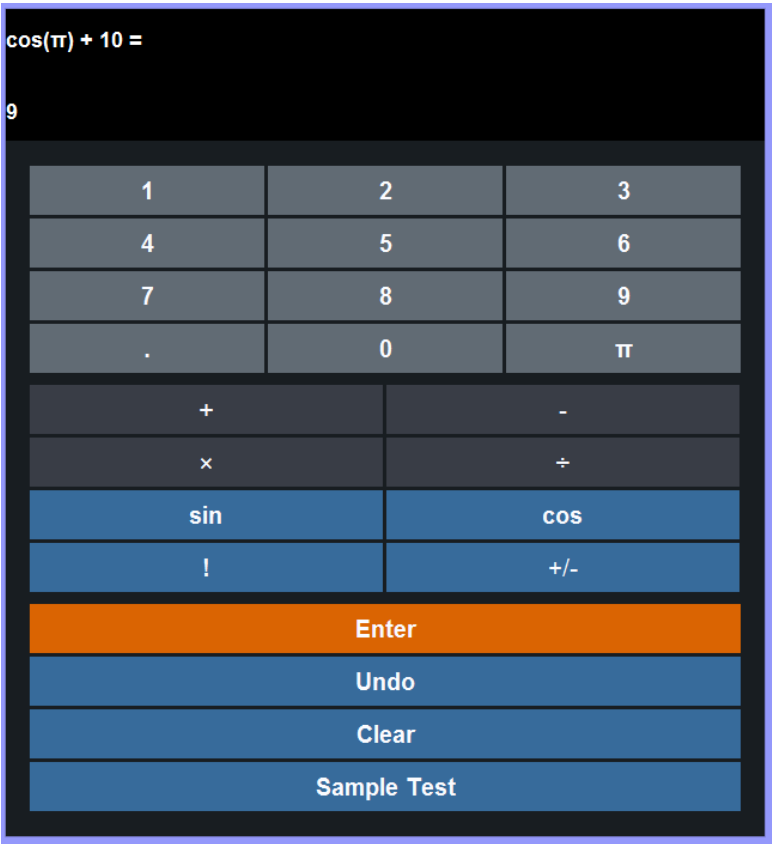 cos(π) + 10 =
9
1 2 3
4 5 6
7 8 9
. 0 π
+ -
× ÷
sin cos
! +/-
Enter
Undo
Clear
Sample Test